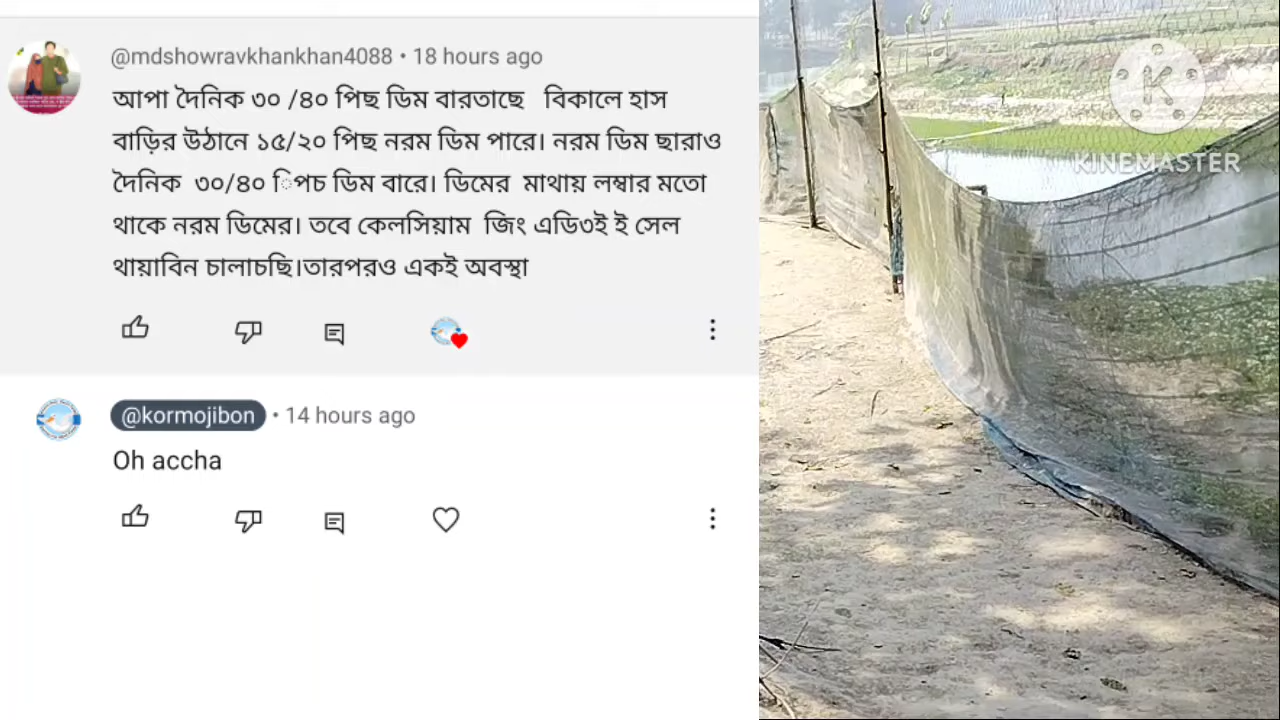 @mdshowravkhankhan4088 • 18 hours ago
আপা দৈনিক ৩০ /৪০ পিছ ডিম বারতাছে বিকালে হাস
বাড়ির উঠানে ১৫/২০ পিছ নরম ডিম পারে। নরম ডিম ছারাও
দৈনিক ৩০/৪০ িপচ ডিম বারে। ডিমের মাথায় লম্বার মতো
থাকে নরম ডিমের। তবে কেলসিয়াম জিং এডি৩ই ই সেল
থায়াবিন চালাচছি।তারপরও একই অবস্থা
@kormojibon • 14 hours ago
Oh accha
KINEMASTER